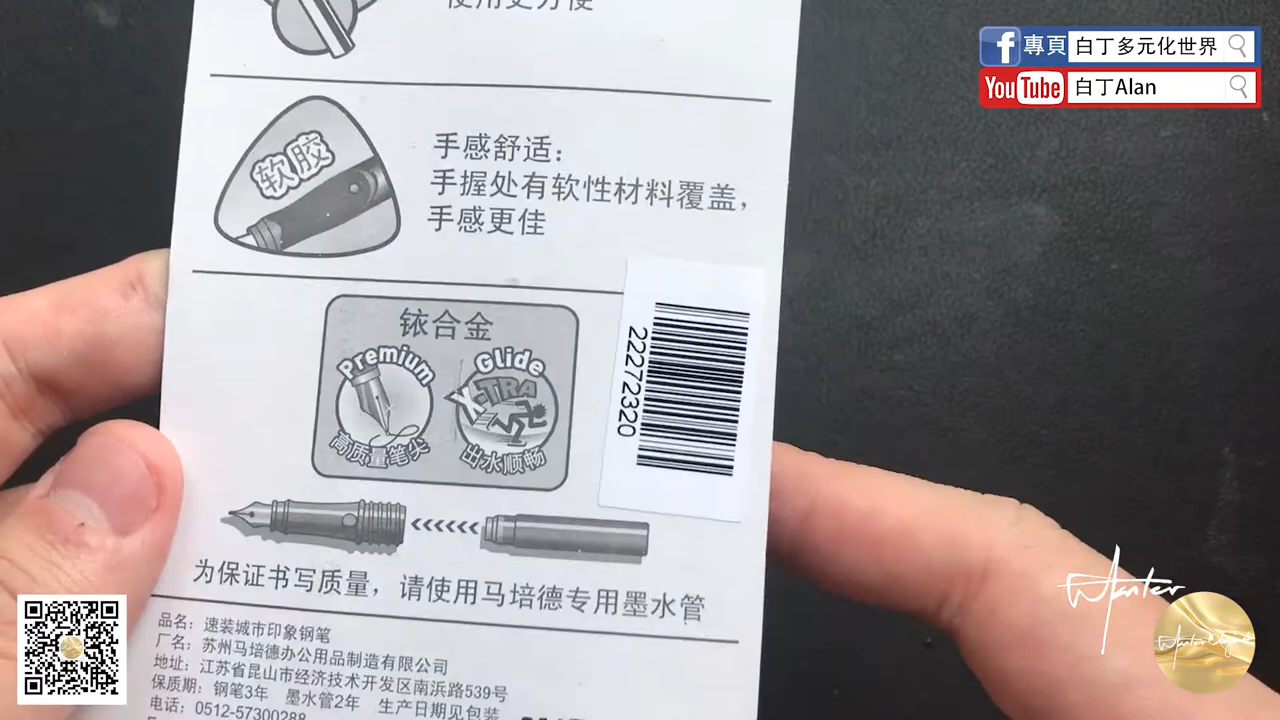 使用更方便
软胶
手感舒适：
手握处有软性材料覆盖，
手感更佳
铱合金
Premium
高质量笔尖
Glide
X-TRA
出水顺畅
22272320
为保证书写质量，请使用马培德专用墨水管
品名：速装城市印象钢笔
厂名：苏州马培德办公用品制造有限公司
地址：江苏省昆山市经济技术开发区南浜路539号
保质期：钢笔3年 墨水管2年 生产日期见包装
电话：0512-57300288
f 專頁 白丁多元化世界
YouTube 白丁Alan